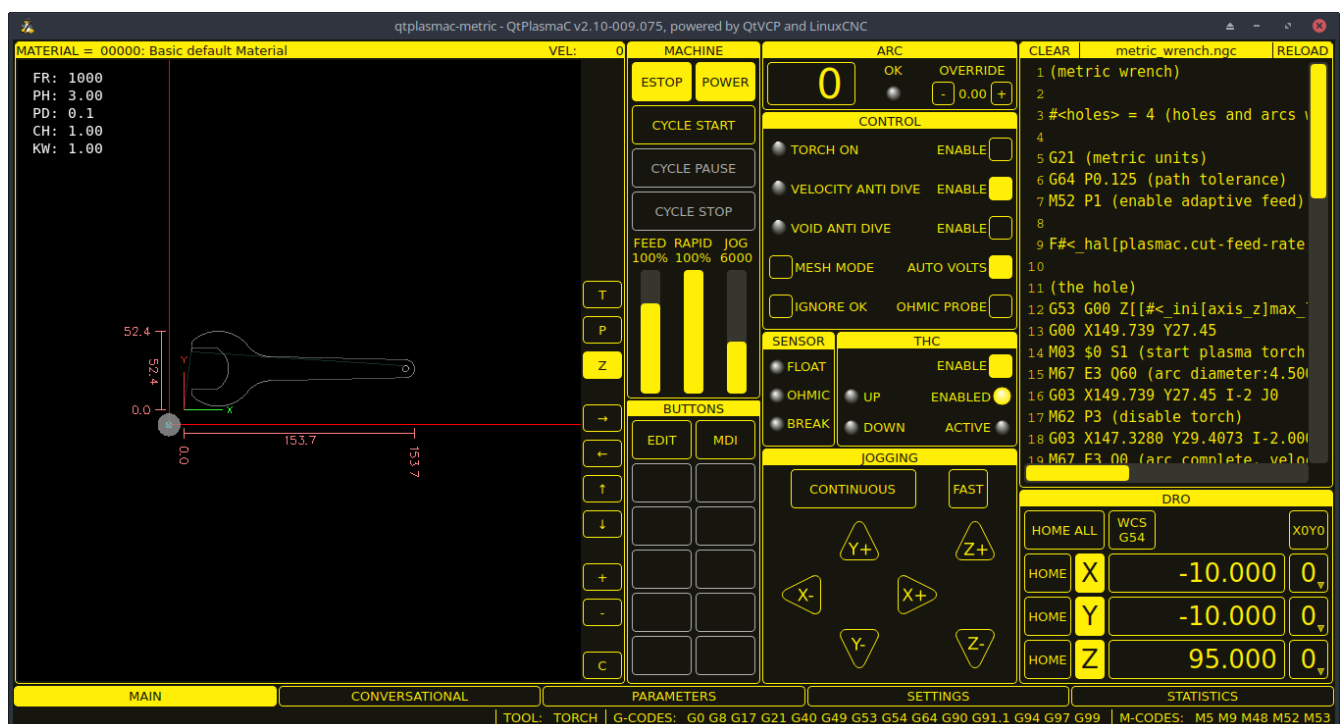 qtplasmac-metric - QtPlasmaC v2.10-009.075, powered by QtVCP and LinuxCNC
MATERIAL = 00000: Basic default Material VEL: 0
FR: 1000
PH: 3.00
PD: 0.1
CH: 1.00
KW: 1.00
52.4
52.4
0.0
Y
X
153.7
0.0
153.7
T
P
Z
→
←
↑
↓
+
-
C
MACHINE
ESTOP POWER
CYCLE START
CYCLE PAUSE
CYCLE STOP
FEED RAPID JOG
100% 100% 6000
BUTTONS
EDIT MDI
ARC
0 OK OVERRIDE
- 0.00 +
CONTROL
TORCH ON ENABLE
VELOCITY ANTI DIVE ENABLE
VOID ANTI DIVE ENABLE
MESH MODE AUTO VOLTS
IGNORE OK OHMIC PROBE
SENSOR
FLOAT
OHMIC
BREAK
THC
ENABLE
UP ENABLED
DOWN ACTIVE
JOGGING
CONTINUOUS FAST
Y+ Z+
X- X+
Y- Z-
CLEAR metric_wrench.ngc RELOAD
1 (metric wrench)
2
3 #<holes> = 4 (holes and arcs
4
5 G21 (metric units)
6 G64 P0.125 (path tolerance)
7 M52 P1 (enable adaptive feed)
8
9 F#<_hal[plasmac.cut-feed-rate
10
11 (the hole)
12 G53 G00 Z[[#<_ini[axis_z]max_
13 G00 X149.739 Y27.45
14 M03 $0 S1 (start plasma torch
15 M67 E3 Q60 (arc diameter:4.500
16 G03 X149.739 Y27.45 I-2 J0
17 M62 P3 (disable torch)
18 G03 X147.3280 Y29.4073 I-2.000
19 M67 E3 Q0 (arc complete, velo
DRO
HOME ALL WCS G54 X0Y0
HOME X -10.000 0
HOME Y -10.000 0
HOME Z 95.000 0
MAIN CONVERSATIONAL PARAMETERS SETTINGS STATISTICS
TOOL: TORCH G-CODES: G0 G8 G17 G21 G40 G49 G53 G54 G64 G90 G91.1 G94 G97 G99 M-CODES: M5 M9 M48 M52 M53